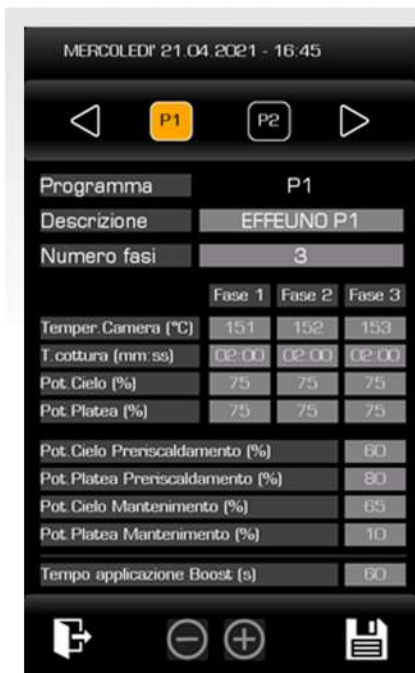 MERCOLEDI' 21.04.2021 - 16:45
P1 P2
Programma P1
Descrizione EFFEUNO P1
Numero fasi 3
Fase 1 Fase 2 Fase 3
Temper.Camera (°C) 151 152 153
T.cottura (mm:ss) 02:00 02:00 02:00
Pot.Cielo (%) 75 75 75
Pot.Platea (%) 75 75 75
Pot.Cielo Preriscaldamento (%) 60
Pot.Platea Preriscaldamento (%) 80
Pot.Cielo Mantenimento (%) 65
Pot.Platea Mantenimento (%) 10
Tempo applicazione Boost (s) 60